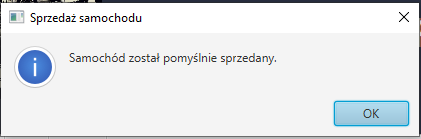 Sprzedaż samochodu
Samochód został pomyślnie sprzedany.
OK